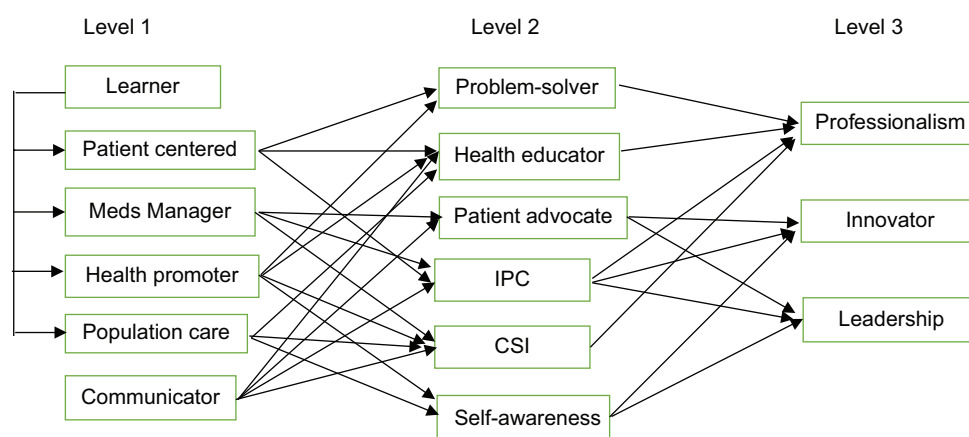 Level 1
Level 2
Level 3
Learner
Patient centered
Meds Manager
Health promoter
Population care
Communicator
Problem-solver
Health educator
Patient advocate
IPC
CSI
Self-awareness
Professionalism
Innovator
Leadership